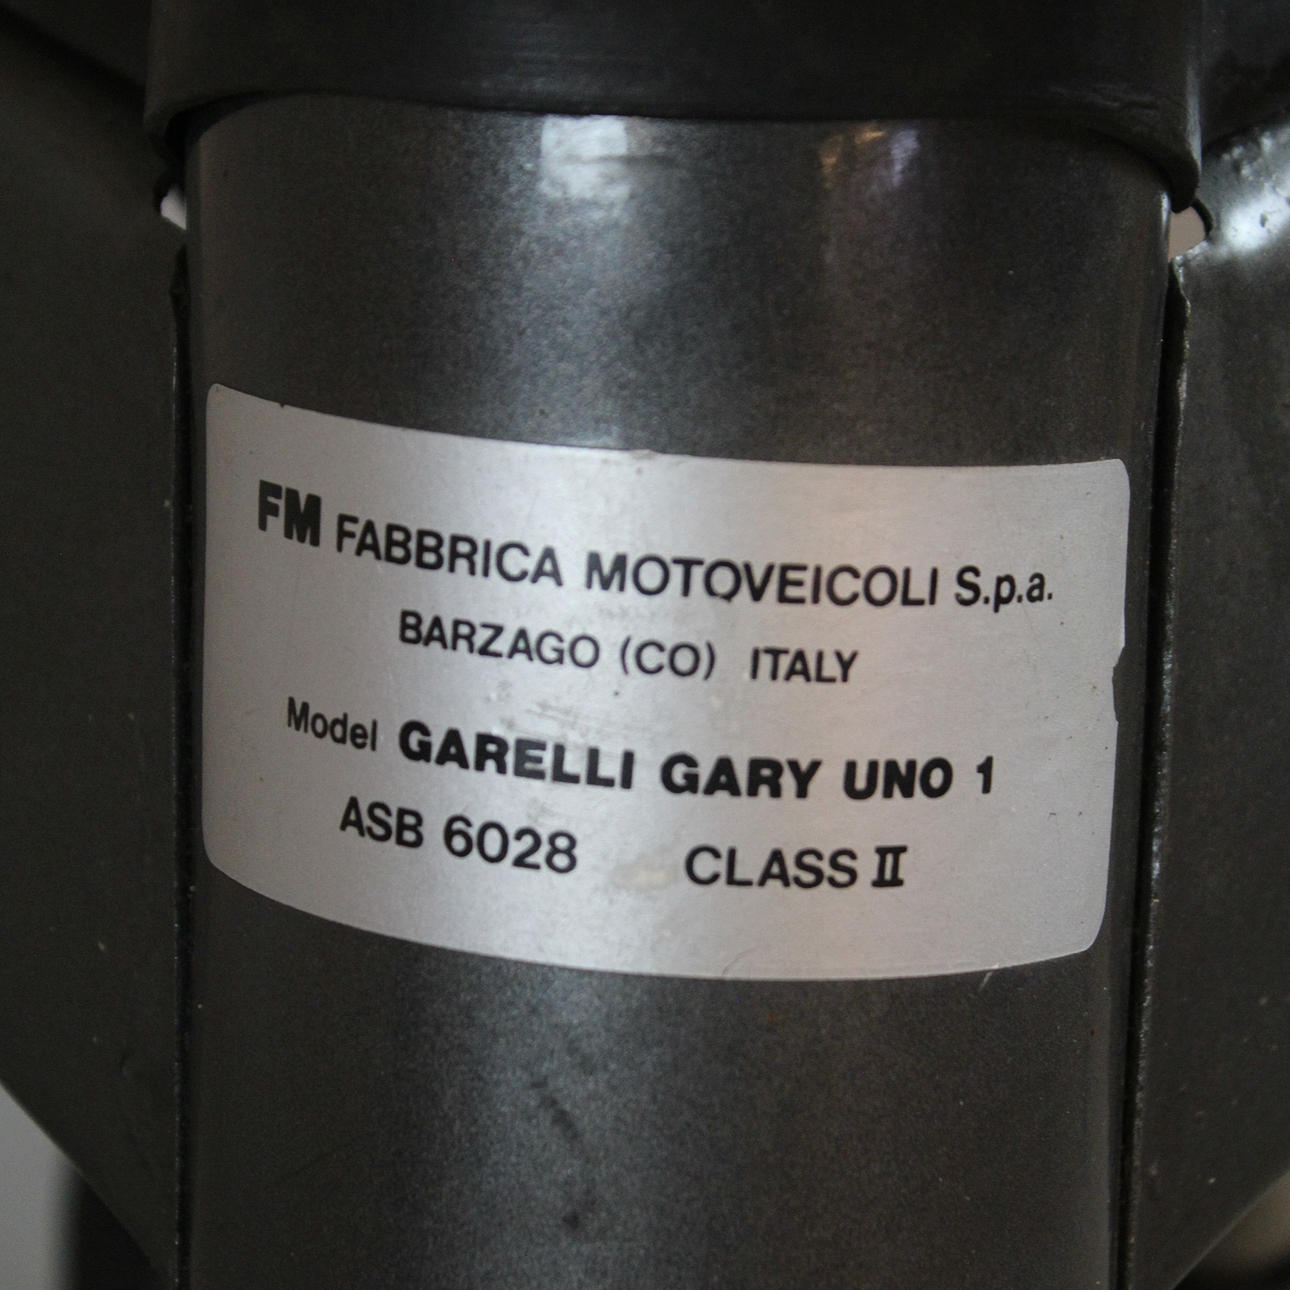 FM FABBRICA MOTOVEICOLI S.p.a.
BARZAGO (CO) ITALY
Model GARELLI GARY UNO 1
ASB 6028 CLASS II